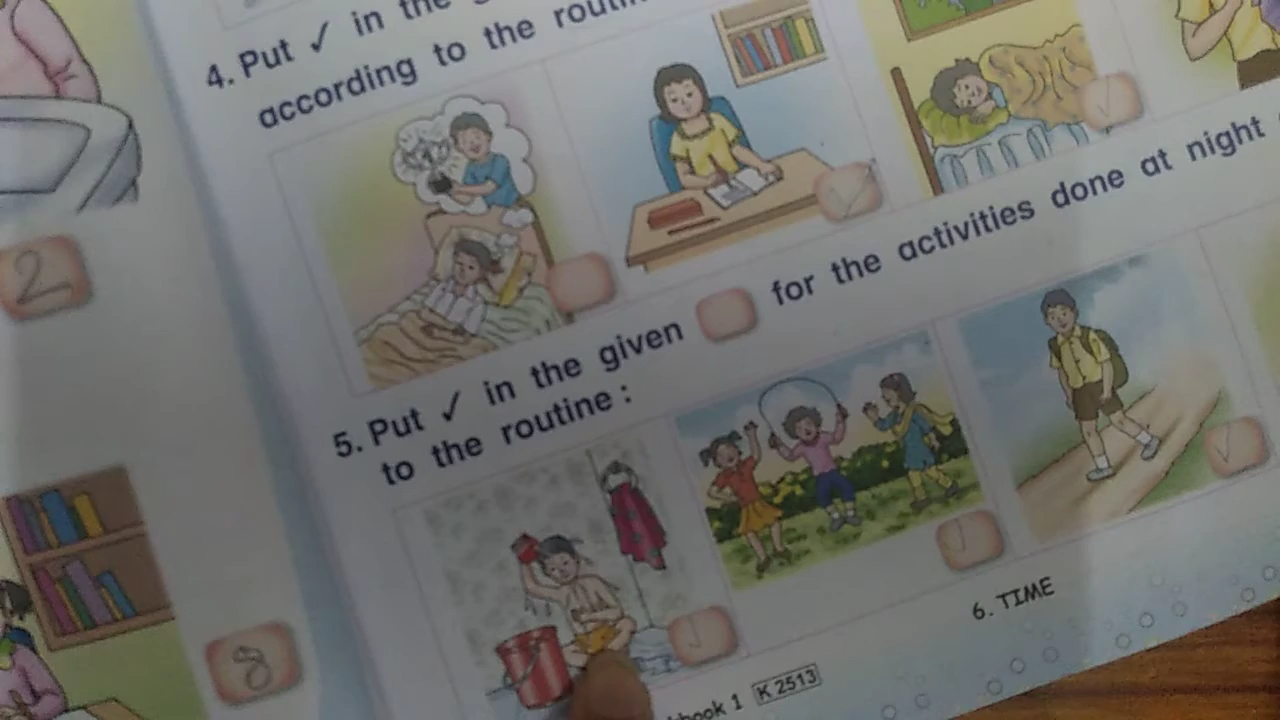 4. Put ✓ in the
according to the
2
5. Put ✓ in the given for the activities done at night
to the routine :
8
6. TIME
book 1 K 2513